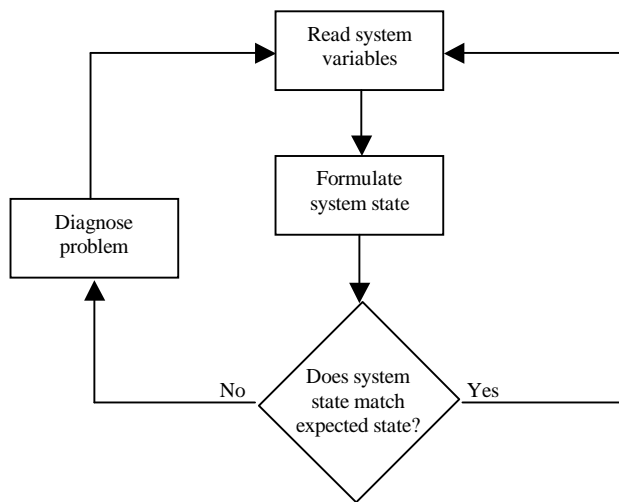 Read system
variables
Formulate
system state
Diagnose
problem
Does system
state match
expected state?
No
Yes